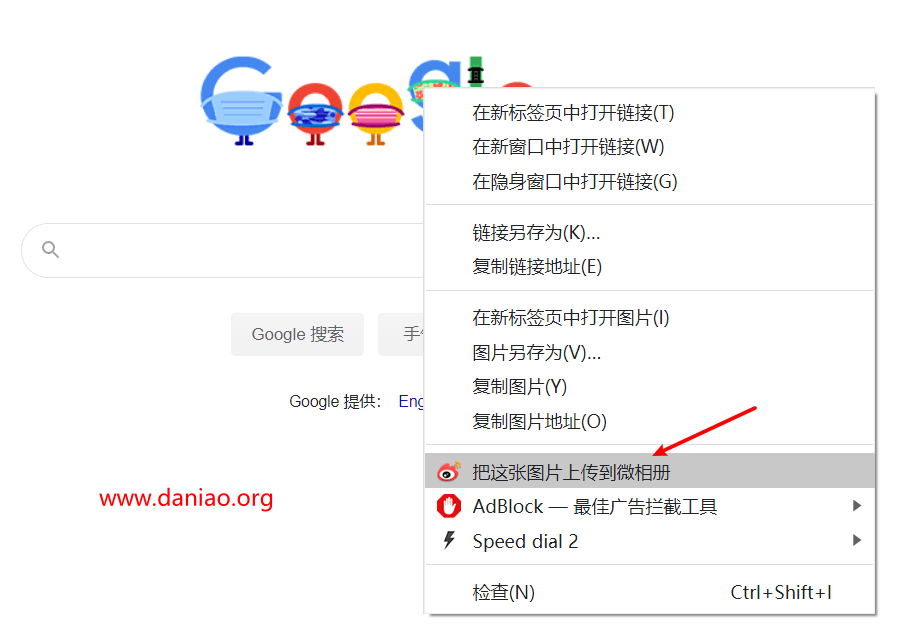 Google
在新标签页中打开链接(T)
在新窗口中打开链接(W)
在隐身窗口中打开链接(G)
链接另存为(K)...
复制链接地址(E)
在新标签页中打开图片(I)
图片另存为(V)...
复制图片(Y)
复制图片地址(O)
把这张图片上传到微相册
AdBlock — 最佳广告拦截工具
Speed dial 2
检查(N) Ctrl+Shift+I
Google 搜索
手
Google 提供： Eng
www.daniao.org